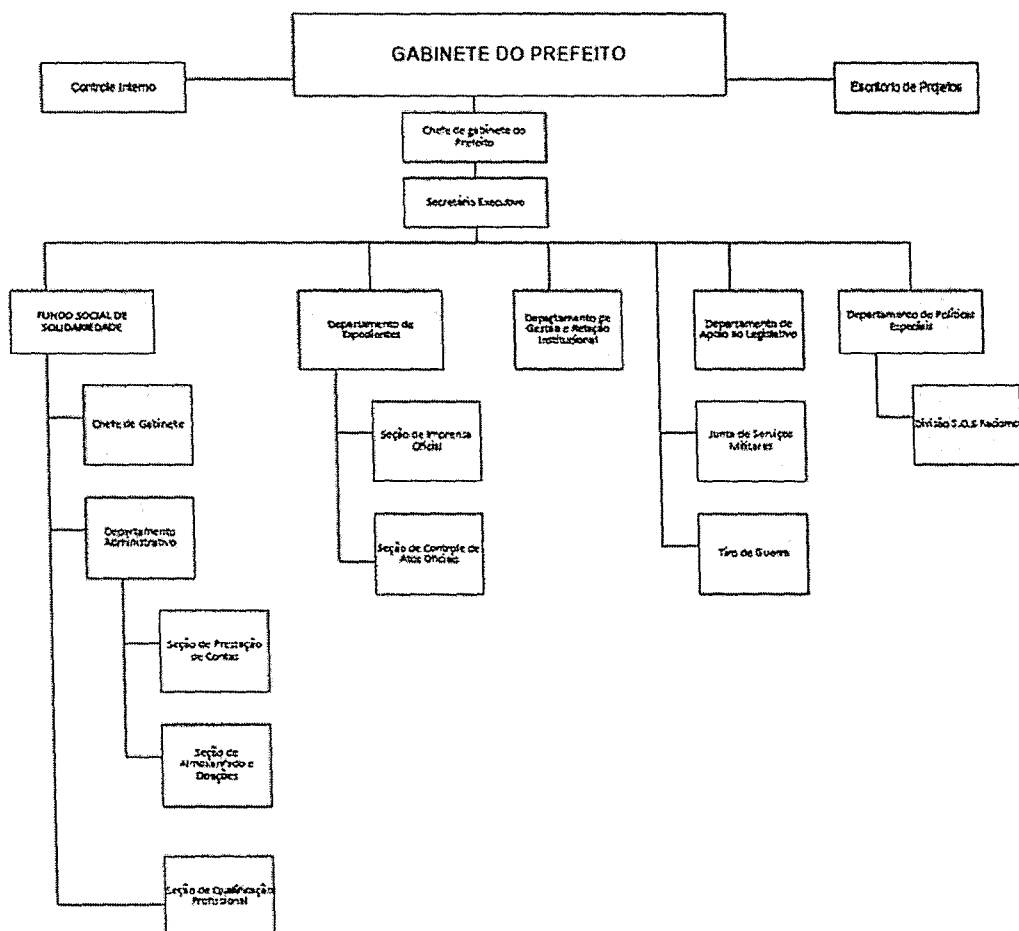 GABINETE DO PREFEITO
Controle Interno
Escritório de Projetos
Chefe de gabinete do
Prefeito
Secretário Executivo
FUNDO SOCIAL DE
SOLIDARIEDADE
Departamento de
Expedientes
Departamento de
Gestão e Relação
Institucional
Departamento de
Apoio ao Legislativo
Departamento de Políticas
Especiais
Chefe de Gabinete
Seção de Imprensa
Oficial
Junta de Serviços
Militares
Divisão S.O.S Racismo
Departamento
Administrativo
Seção de Controle de
Atos Oficiais
Tiro de Guerra
Seção de Prestação
de Contas
Seção de
Almoxarifado e
Doações
Seção de Qualificação
Profissional